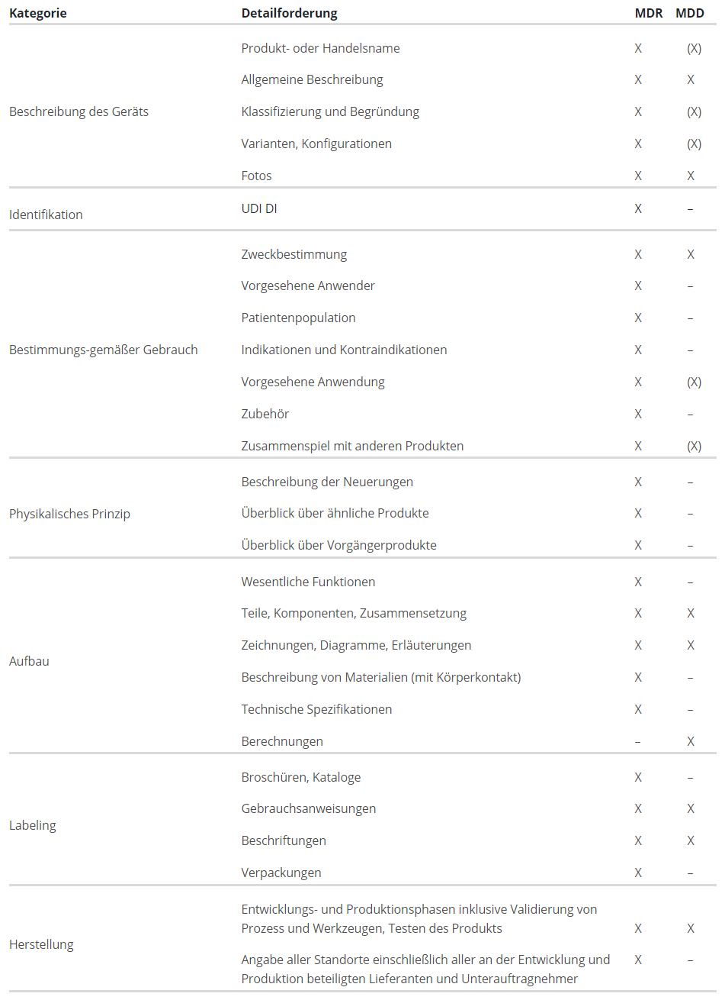 Kategorie Detailforderung MDR MDD
Produkt- oder Handelsname X (X)
Allgemeine Beschreibung X X
Beschreibung des Geräts Klassifizierung und Begründung X (X)
Varianten, Konfigurationen X (X)
Fotos X X
Identifikation UDI DI X –
Zweckbestimmung X X
Vorgesehene Anwender X –
Patientenpopulation X –
Bestimmungs-gemäßer Gebrauch Indikationen und Kontraindikationen X –
Vorgesehene Anwendung X (X)
Zubehör X –
Zusammenspiel mit anderen Produkten X (X)
Beschreibung der Neuerungen X –
Physikalisches Prinzip Überblick über ähnliche Produkte X –
Überblick über Vorgängerprodukte X –
Wesentliche Funktionen X –
Teile, Komponenten, Zusammensetzung X X
Zeichnungen, Diagramme, Erläuterungen X X
Aufbau
Beschreibung von Materialien (mit Körperkontakt) X –
Technische Spezifikationen X –
Berechnungen – X
Broschüren, Kataloge X –
Gebrauchsanweisungen X X
Labeling
Beschriftungen X X
Verpackungen X –
Entwicklungs- und Produktionsphasen inklusive Validierung von
Prozess und Werkzeugen, Testen des Produkts X X
Herstellung
Angabe aller Standorte einschließlich aller an der Entwicklung und X –
Produktion beteiligten Lieferanten und Unterauftragnehmer